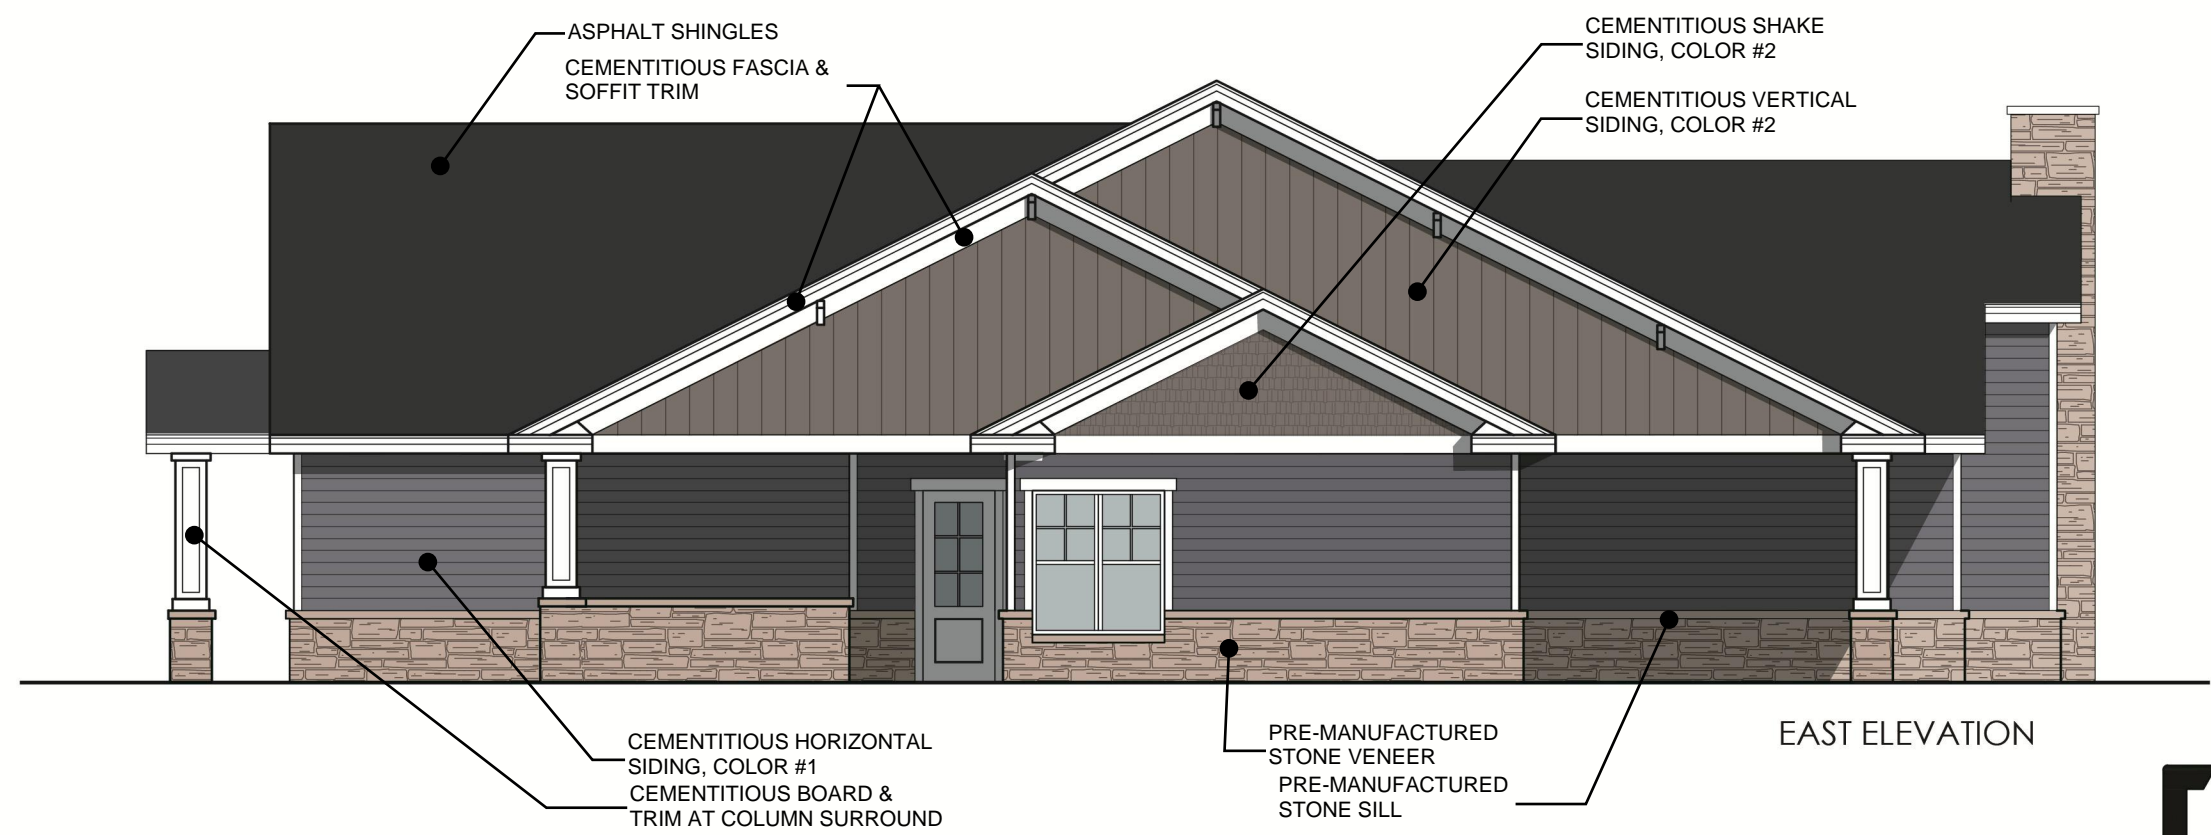 ASPHALT SHINGLES
CEMENTITIOUS FASCIA &
SOFFIT TRIM
CEMENTITIOUS SHAKE
SIDING, COLOR #2
CEMENTITIOUS VERTICAL
SIDING, COLOR #2
CEMENTITIOUS HORIZONTAL
SIDING, COLOR #1
CEMENTITIOUS BOARD &
TRIM AT COLUMN SURROUND
PRE-MANUFACTURED
STONE VENEER
PRE-MANUFACTURED
STONE SILL
EAST ELEVATION